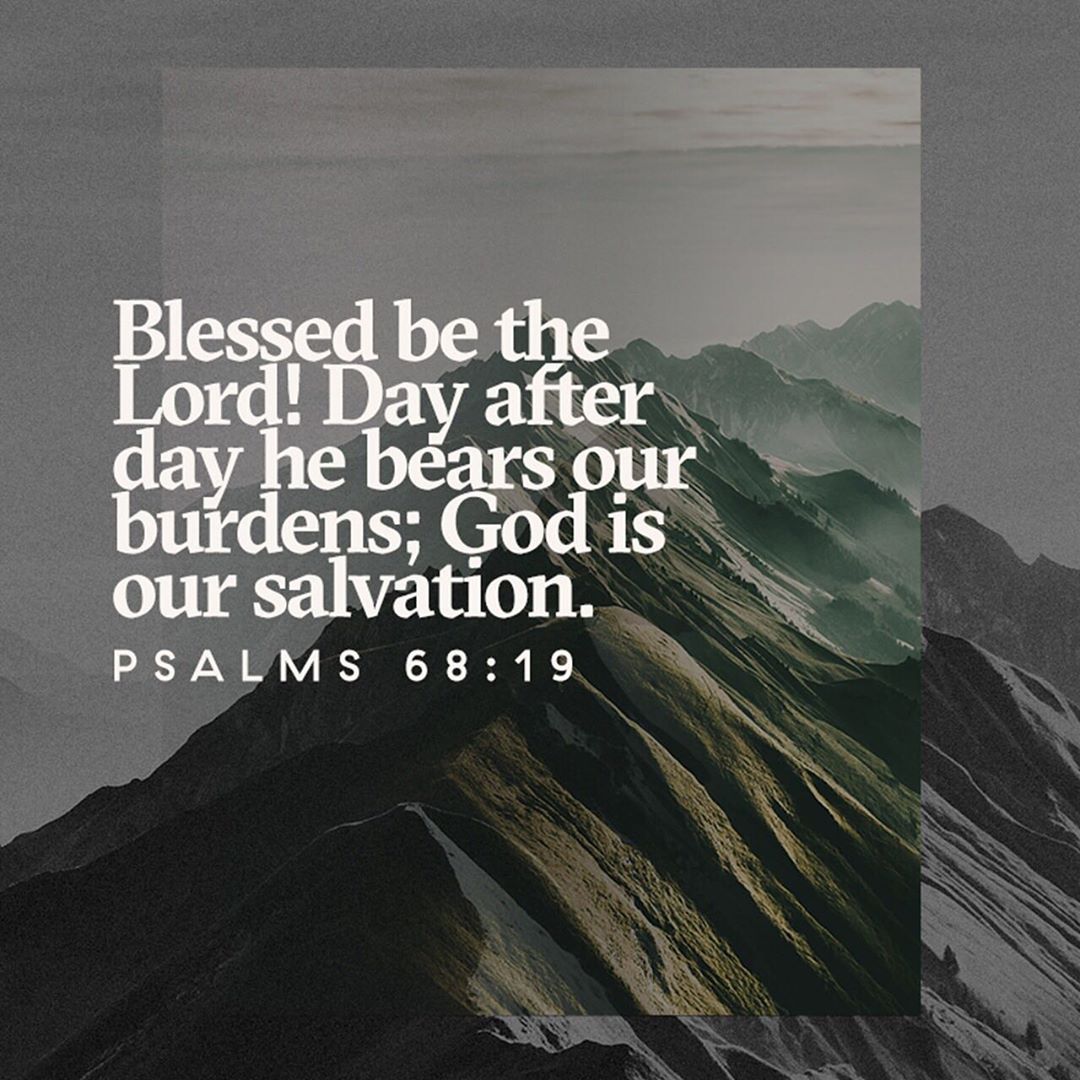 Blessed be the
Lord! Day after
day he bears our
burdens; God is
our salvation.
PSALMS 68:19